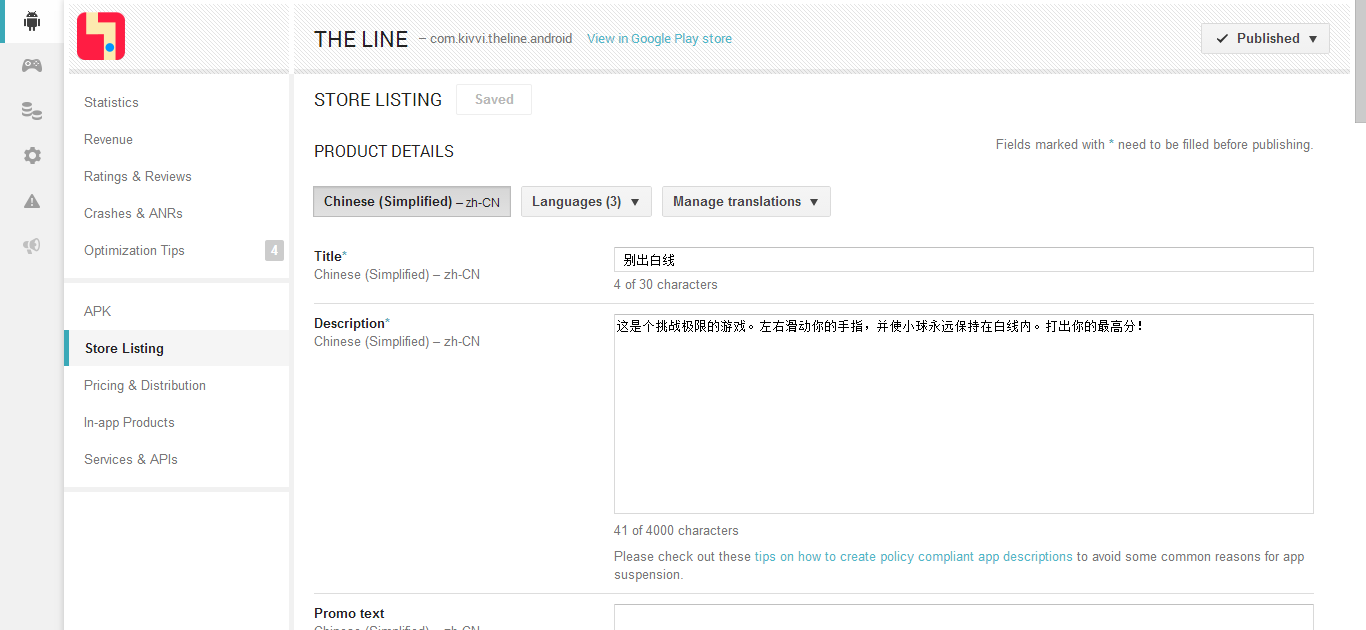 THE LINE – com.kivvi.theline.android View in Google Play store
Published
Statistics
Revenue
Ratings & Reviews
Crashes & ANRs
Optimization Tips 4
APK
Store Listing
Pricing & Distribution
In-app Products
Services & APIs
STORE LISTING Saved
PRODUCT DETAILS
Fields marked with * need to be filled before publishing.
Chinese (Simplified) – zh-CN Languages (3) Manage translations
Title*
Chinese (Simplified) – zh-CN
别出白线
4 of 30 characters
Description*
Chinese (Simplified) – zh-CN
这是个挑战极限的游戏。左右滑动你的手指，并使小球永远保持在白线内。打出你的最高分！
41 of 4000 characters
Please check out these tips on how to create policy compliant app descriptions to avoid some common reasons for app
suspension.
Promo text
Chinese (Simplified) – zh-CN